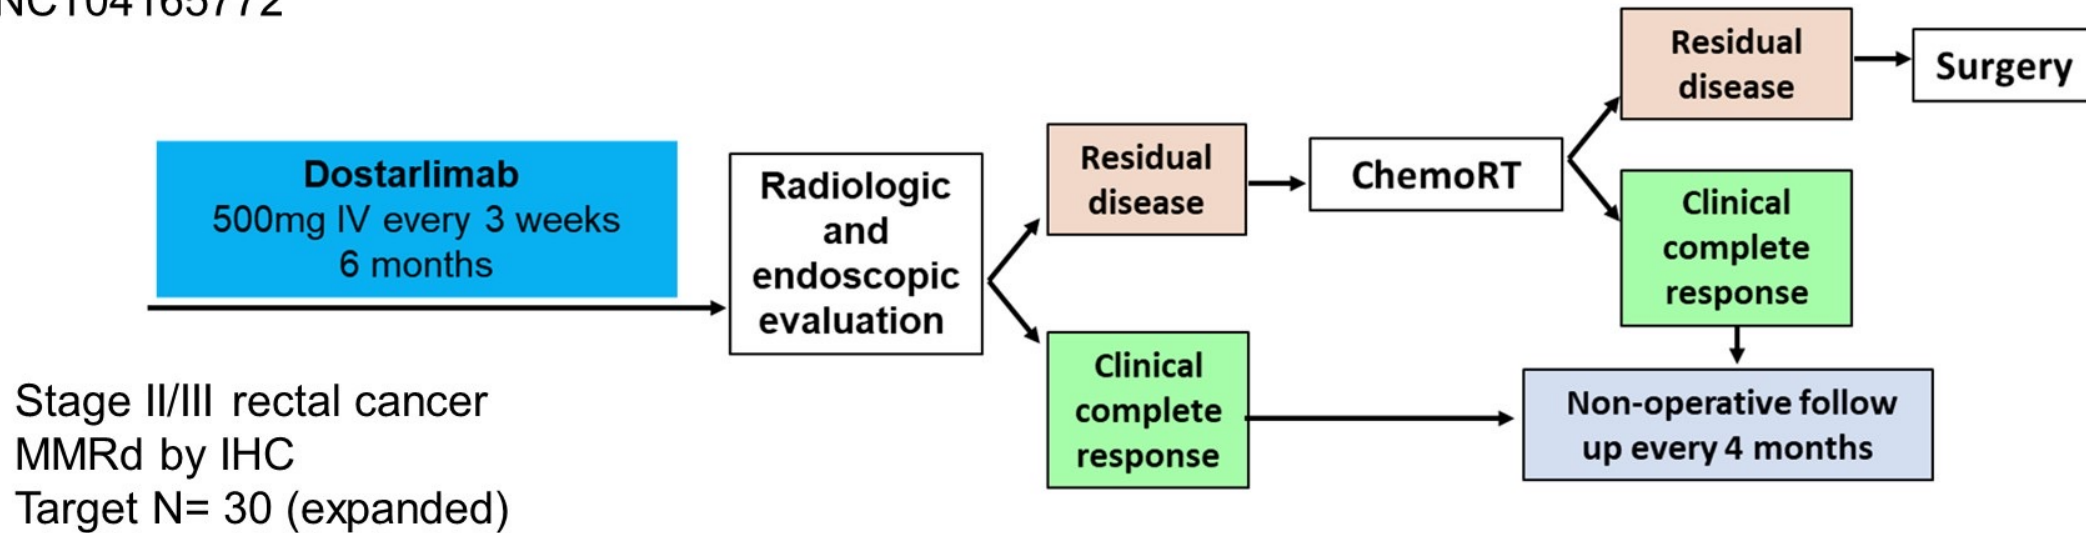 NCT04165772
Dostarlimab
500mg IV every 3 weeks
6 months
Radiologic
and
endoscopic
evaluation
Residual
disease
ChemoRT
Residual
disease
Surgery
Clinical
complete
response
Clinical
complete
response
Non-operative follow
up every 4 months
Stage II/III rectal cancer
MMRd by IHC
Target N= 30 (expanded)